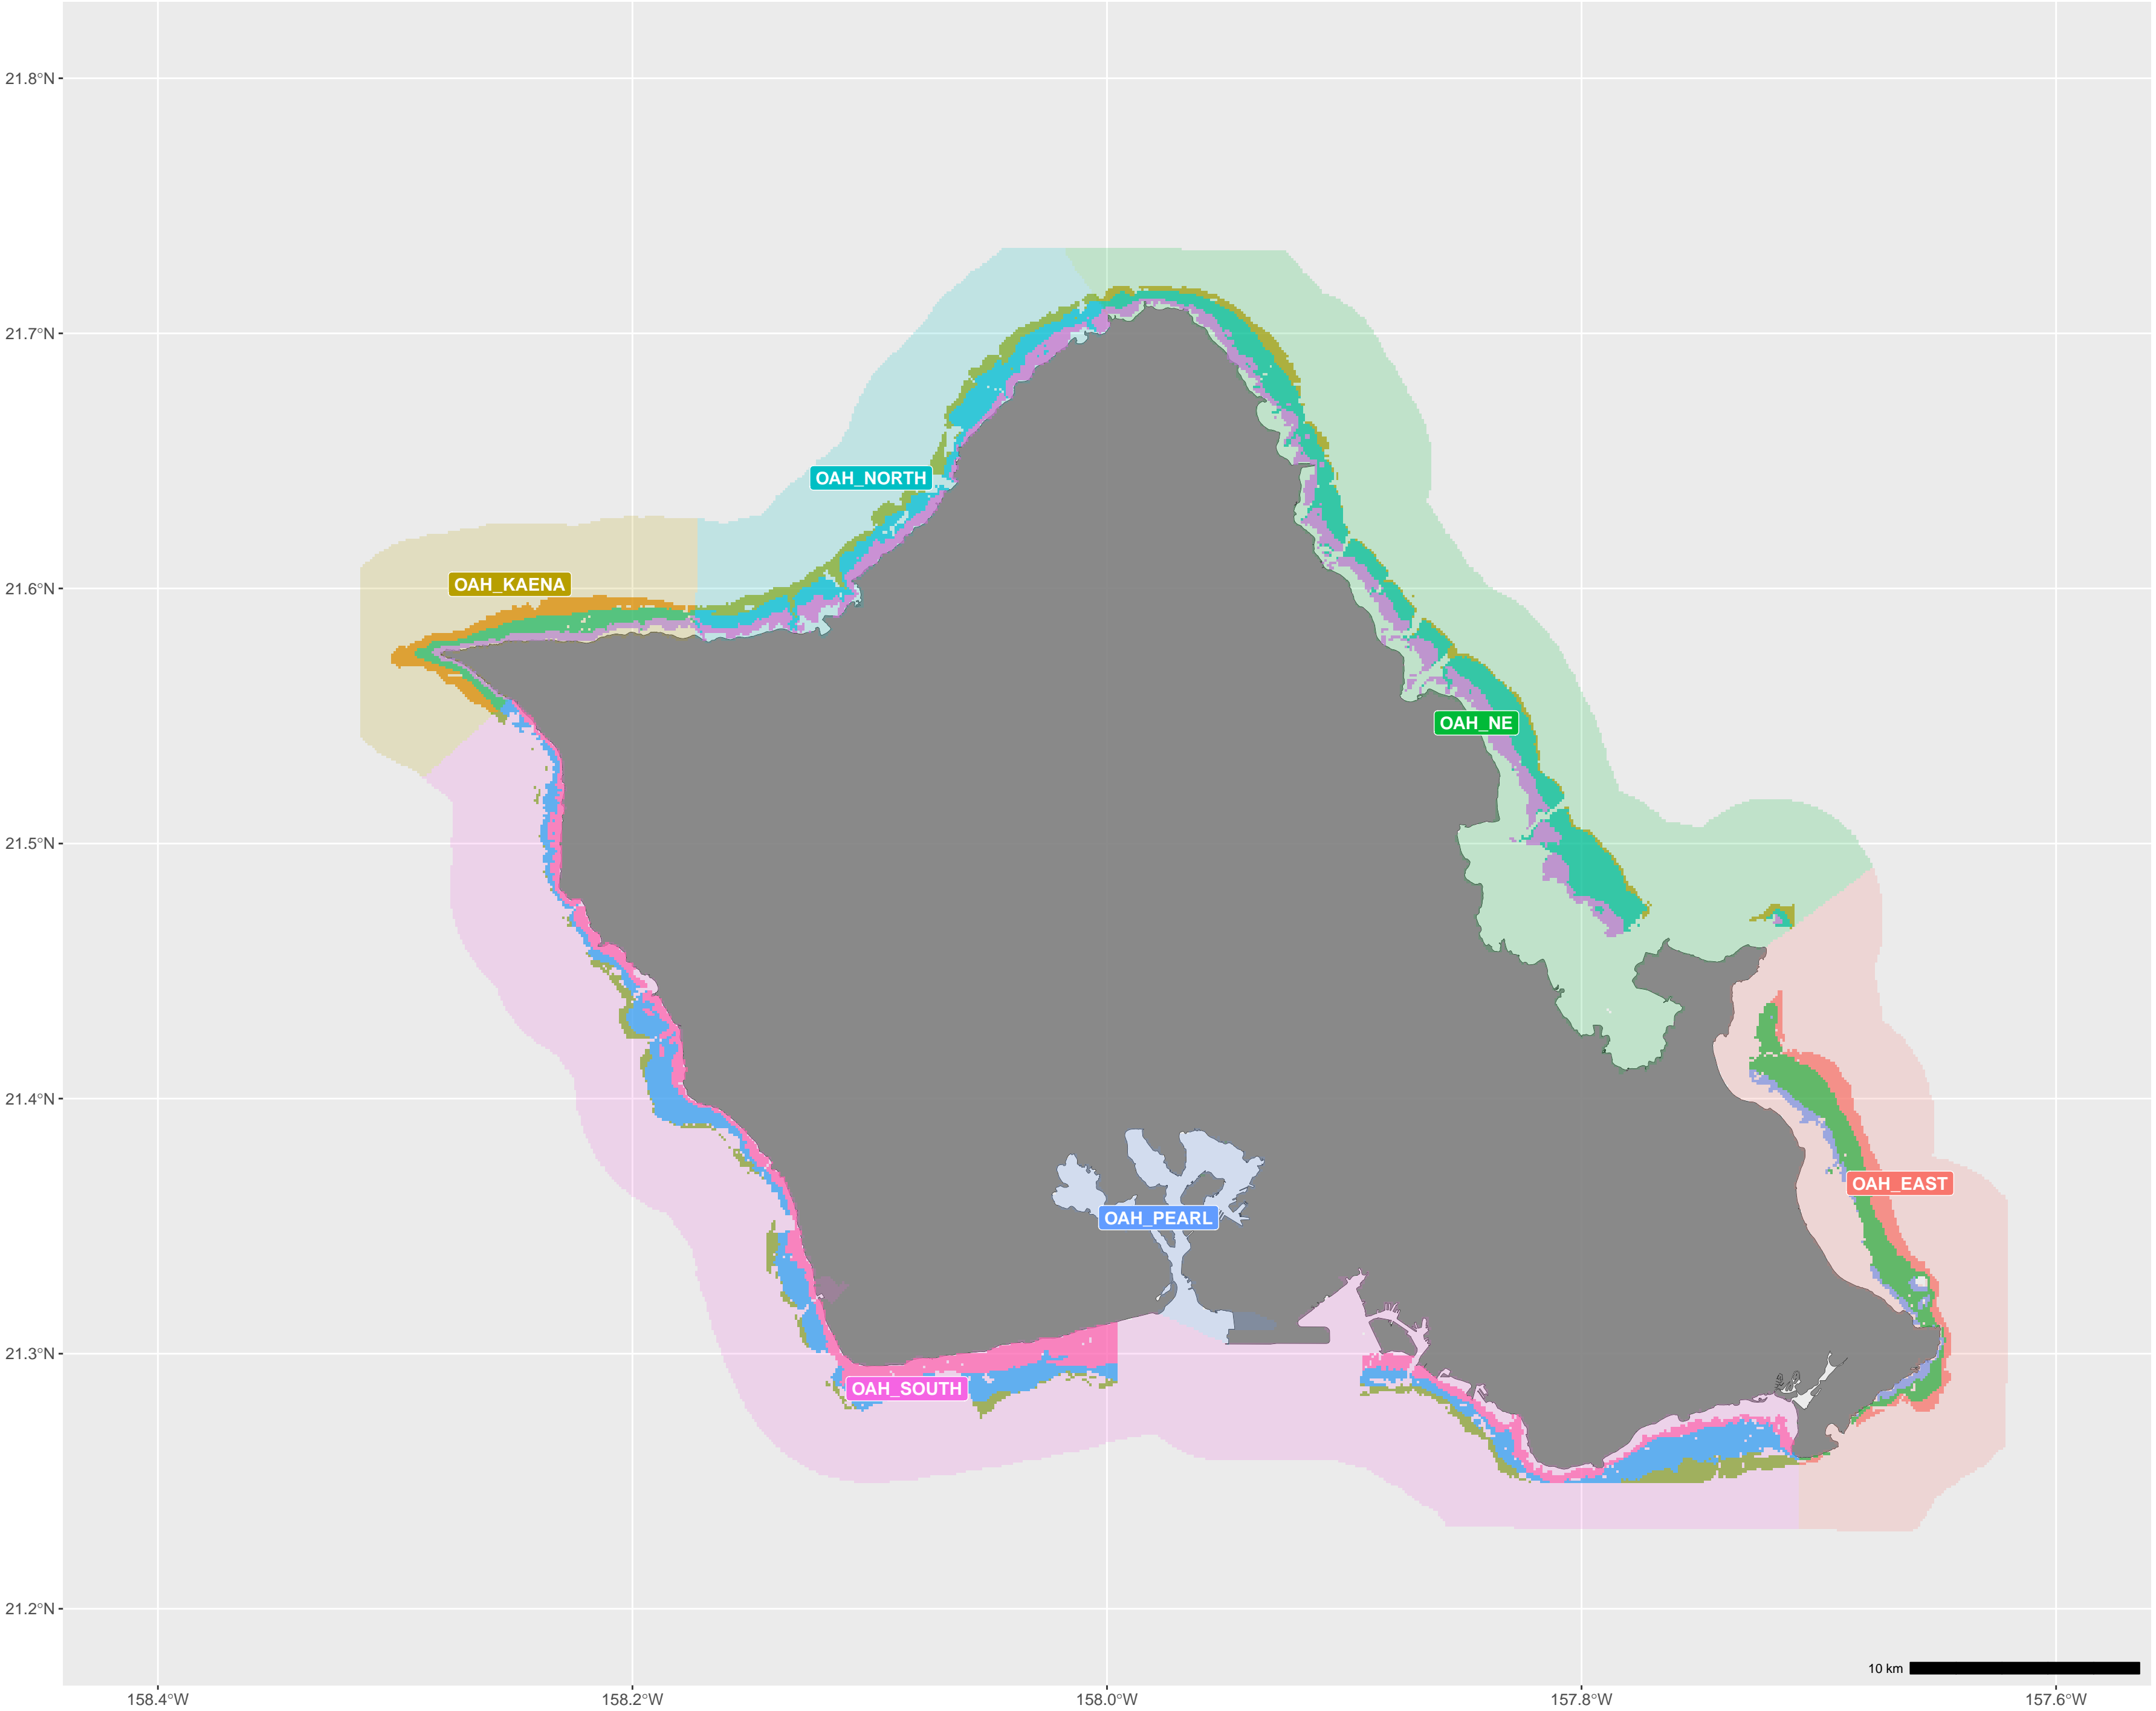 21.8°N
21.7°N
OAH_NORTH
21.6°N
OAH_KAENA
OAH_NE
21.5°N
21.4°N
OAH_EAST
OAH_PEARL
21.3°N
OAH_SOUTH
21.2°N
10 km
158.4°W 158.2°W 158.0°W 157.8°W 157.6°W